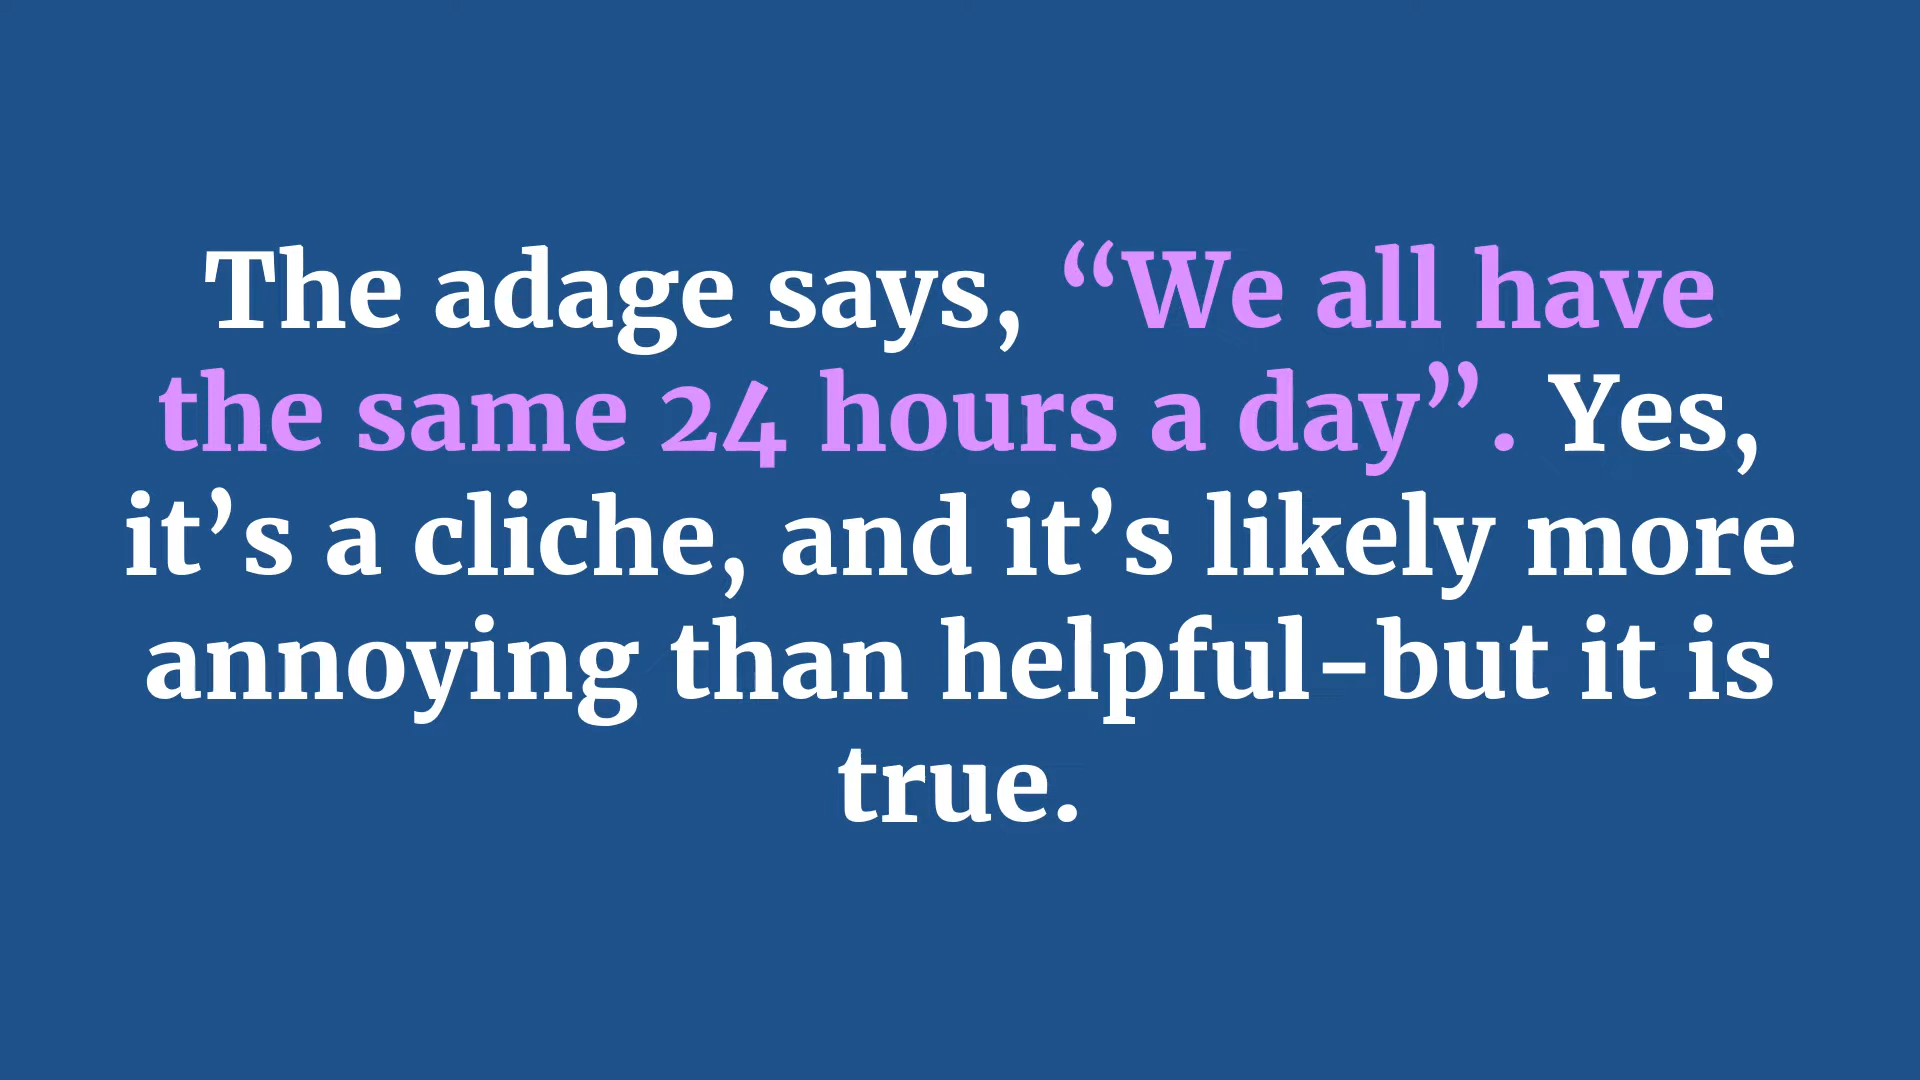 The adage says, “We all have
the same 24 hours a day”. Yes,
it’s a cliche, and it’s likely more
annoying than helpful–but it is
true.